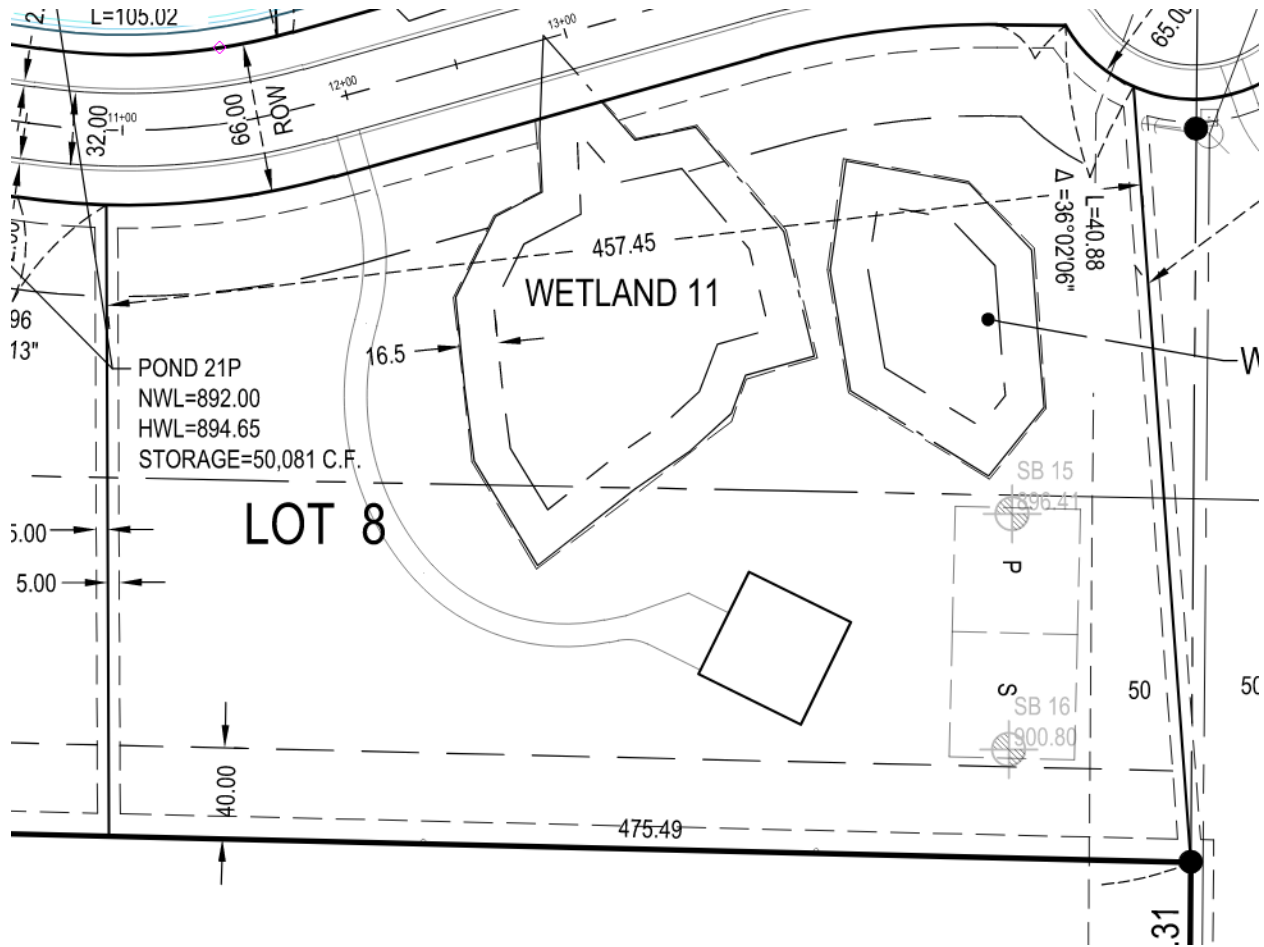 L=105.02
13+00
65.00
12+00
11+00
32.00
66.00
ROW
L=40.88
Δ =36°02'06"
457.45
WETLAND 11
16.5
96
13"
POND 21P
NWL=892.00
HWL=894.65
STORAGE=50,081 C.F.
W
SB 15
896.41
LOT 8
5.00
5.00
P
S
50
50
SB 16
900.80
40.00
475.49
.31